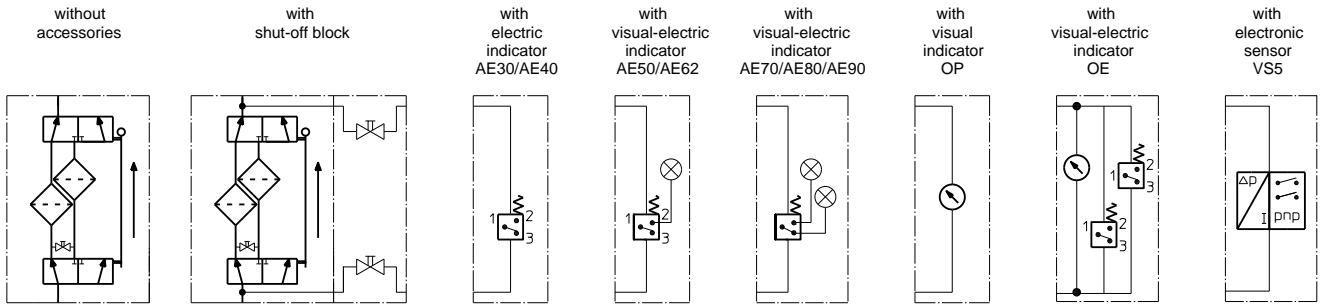 without
accessories
with
shut-off block
with
electric
indicator
AE30/AE40
with
visual-electric
indicator
AE50/AE62
with
visual-electric
indicator
AE70/AE80/AE90
with
visual
indicator
OP
with
visual-electric
indicator
OE
with
electronic
sensor
VS5
1 2
3
1 2
3
1 2
3
1 2
3
Δp
I pnp